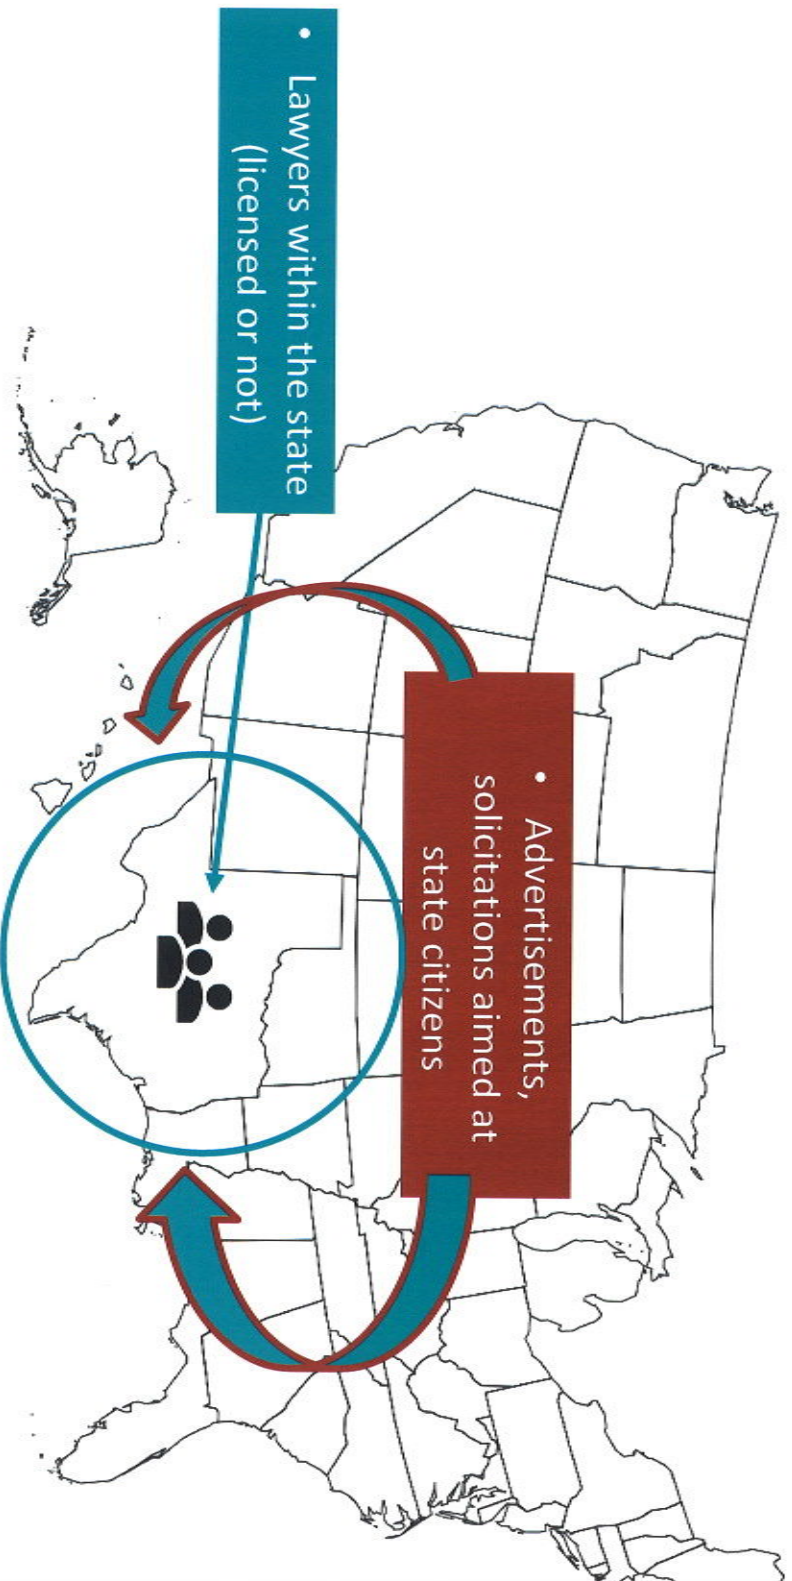 • Lawyers within the state
(licensed or not)
• Advertisements,
solicitations aimed at
state citizens